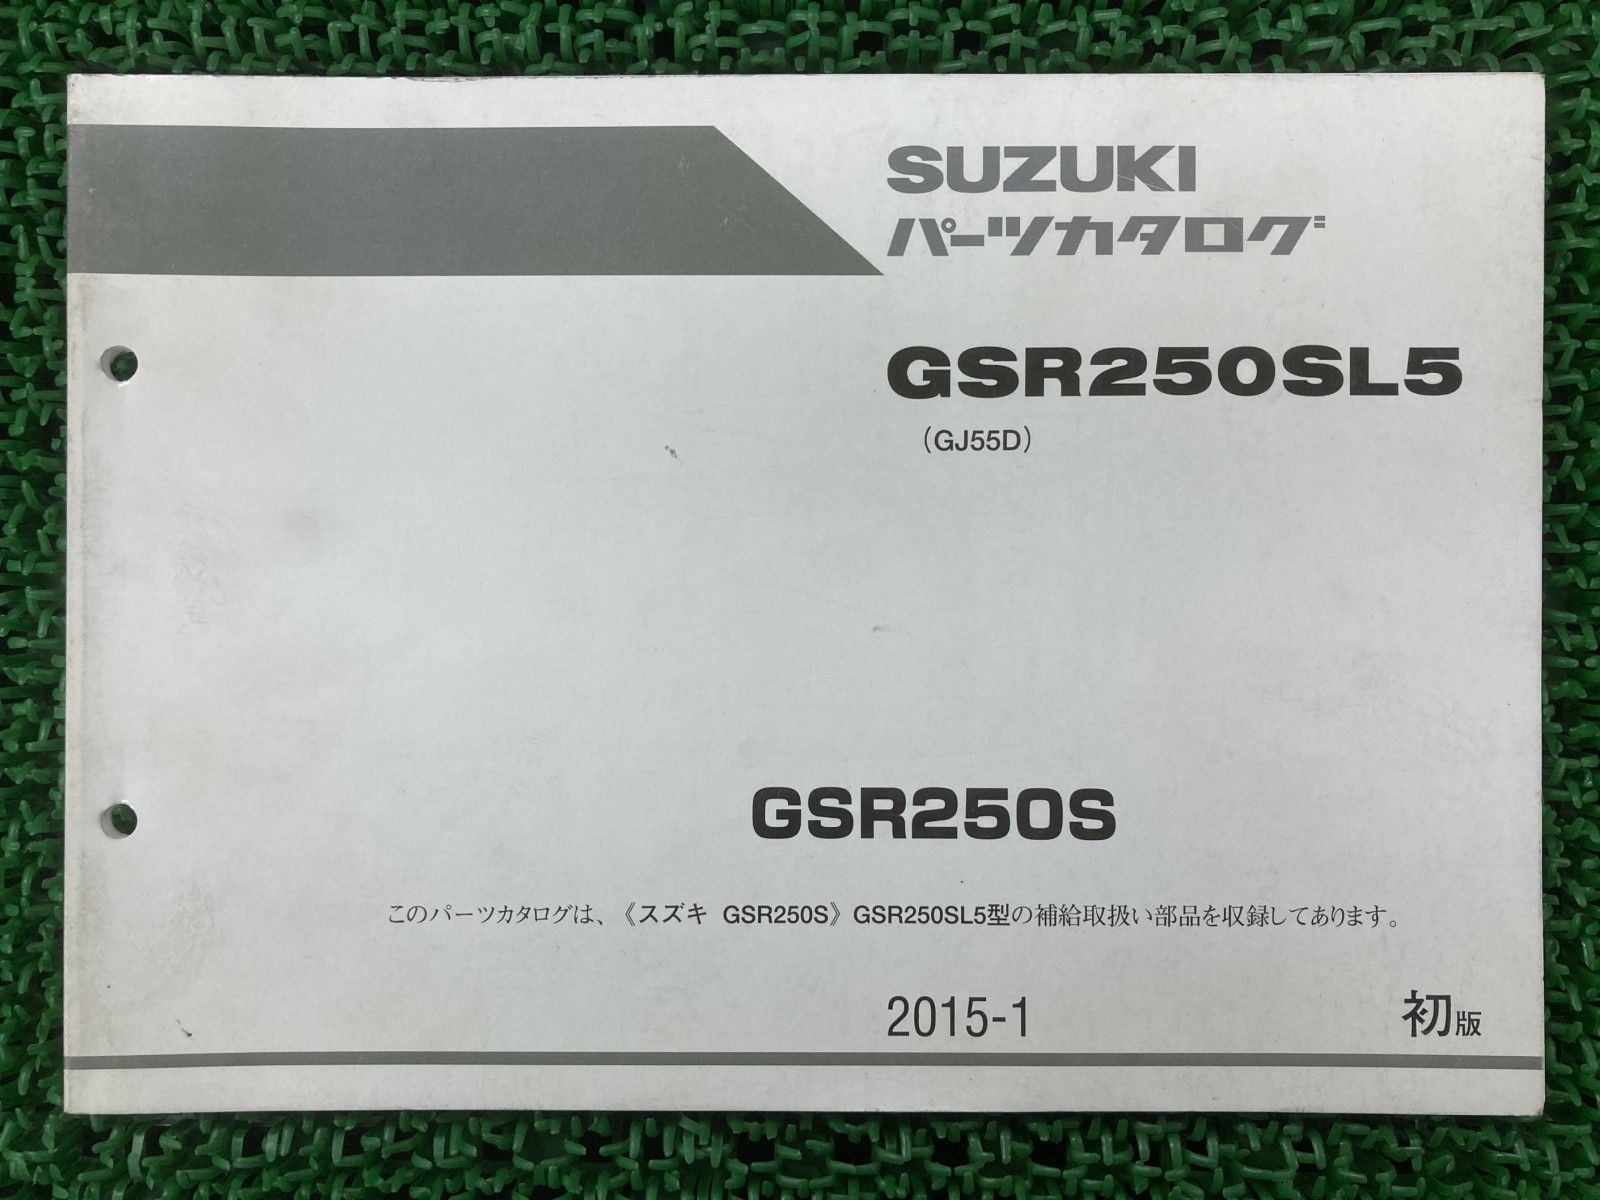 SUZUKI
パーツカタログ
GSR250SL5
(GJ55D)
GSR250S
このパーツカタログは、《スズキ GSR250S》GSR250SL5型の補給取扱い部品を収録してあります。
2015-1
初版